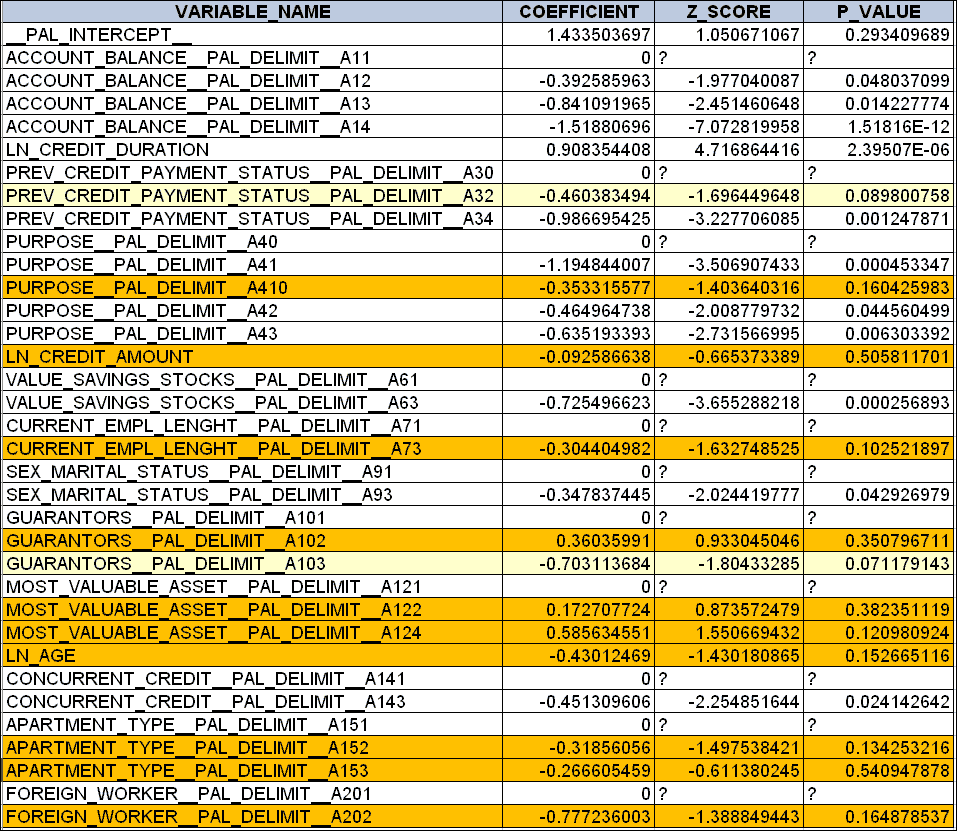 VARIABLE_NAME COEFFICIENT Z_SCORE P_VALUE
__PAL_INTERCEPT__ 1.433503697 1.050671067 0.293409689
ACCOUNT_BALANCE__PAL_DELIMIT__A11 0 ? ?
ACCOUNT_BALANCE__PAL_DELIMIT__A12 -0.392585963 -1.977040087 0.048037099
ACCOUNT_BALANCE__PAL_DELIMIT__A13 -0.841091965 -2.451460648 0.014227774
ACCOUNT_BALANCE__PAL_DELIMIT__A14 -1.51880696 -7.072819958 1.51816E-12
LN_CREDIT_DURATION 0.908354408 4.716864416 2.39507E-06
PREV_CREDIT_PAYMENT_STATUS__PAL_DELIMIT__A30 0 ? ?
PREV_CREDIT_PAYMENT_STATUS__PAL_DELIMIT__A32 -0.460383494 -1.696449648 0.089800758
PREV_CREDIT_PAYMENT_STATUS__PAL_DELIMIT__A34 -0.986695425 -3.227706085 0.001247871
PURPOSE__PAL_DELIMIT__A40 0 ? ?
PURPOSE__PAL_DELIMIT__A41 -1.194844007 -3.506907433 0.000453347
PURPOSE__PAL_DELIMIT__A410 -0.353315577 -1.403640316 0.160425983
PURPOSE__PAL_DELIMIT__A42 -0.464964738 -2.008779732 0.044560499
PURPOSE__PAL_DELIMIT__A43 -0.635193393 -2.731566995 0.006303392
LN_CREDIT_AMOUNT -0.092586638 -0.665373389 0.505811701
VALUE_SAVINGS_STOCKS__PAL_DELIMIT__A61 0 ? ?
VALUE_SAVINGS_STOCKS__PAL_DELIMIT__A63 -0.725496623 -3.655288218 0.000256893
CURRENT_EMPL_LENGHT__PAL_DELIMIT__A71 0 ? ?
CURRENT_EMPL_LENGHT__PAL_DELIMIT__A73 -0.304404982 -1.632748525 0.102521897
SEX_MARITAL_STATUS__PAL_DELIMIT__A91 0 ? ?
SEX_MARITAL_STATUS__PAL_DELIMIT__A93 -0.347837445 -2.024419777 0.042926979
GUARANTORS__PAL_DELIMIT__A101 0 ? ?
GUARANTORS__PAL_DELIMIT__A102 0.36035991 0.933045046 0.350796711
GUARANTORS__PAL_DELIMIT__A103 -0.703113684 -1.80433285 0.071179143
MOST_VALUABLE_ASSET__PAL_DELIMIT__A121 0 ? ?
MOST_VALUABLE_ASSET__PAL_DELIMIT__A122 0.172707724 0.873572479 0.382351119
MOST_VALUABLE_ASSET__PAL_DELIMIT__A124 0.585634551 1.550669432 0.120980924
LN_AGE -0.43012469 -1.430180865 0.152665116
CONCURRENT_CREDIT__PAL_DELIMIT__A141 0 ? ?
CONCURRENT_CREDIT__PAL_DELIMIT__A143 -0.451309606 -2.254851644 0.024142642
APARTMENT_TYPE__PAL_DELIMIT__A151 0 ? ?
APARTMENT_TYPE__PAL_DELIMIT__A152 -0.31856056 -1.497538421 0.134253216
APARTMENT_TYPE__PAL_DELIMIT__A153 -0.266605459 -0.611380245 0.540947878
FOREIGN_WORKER__PAL_DELIMIT__A201 0 ? ?
FOREIGN_WORKER__PAL_DELIMIT__A202 -0.777236003 -1.388849443 0.164878537